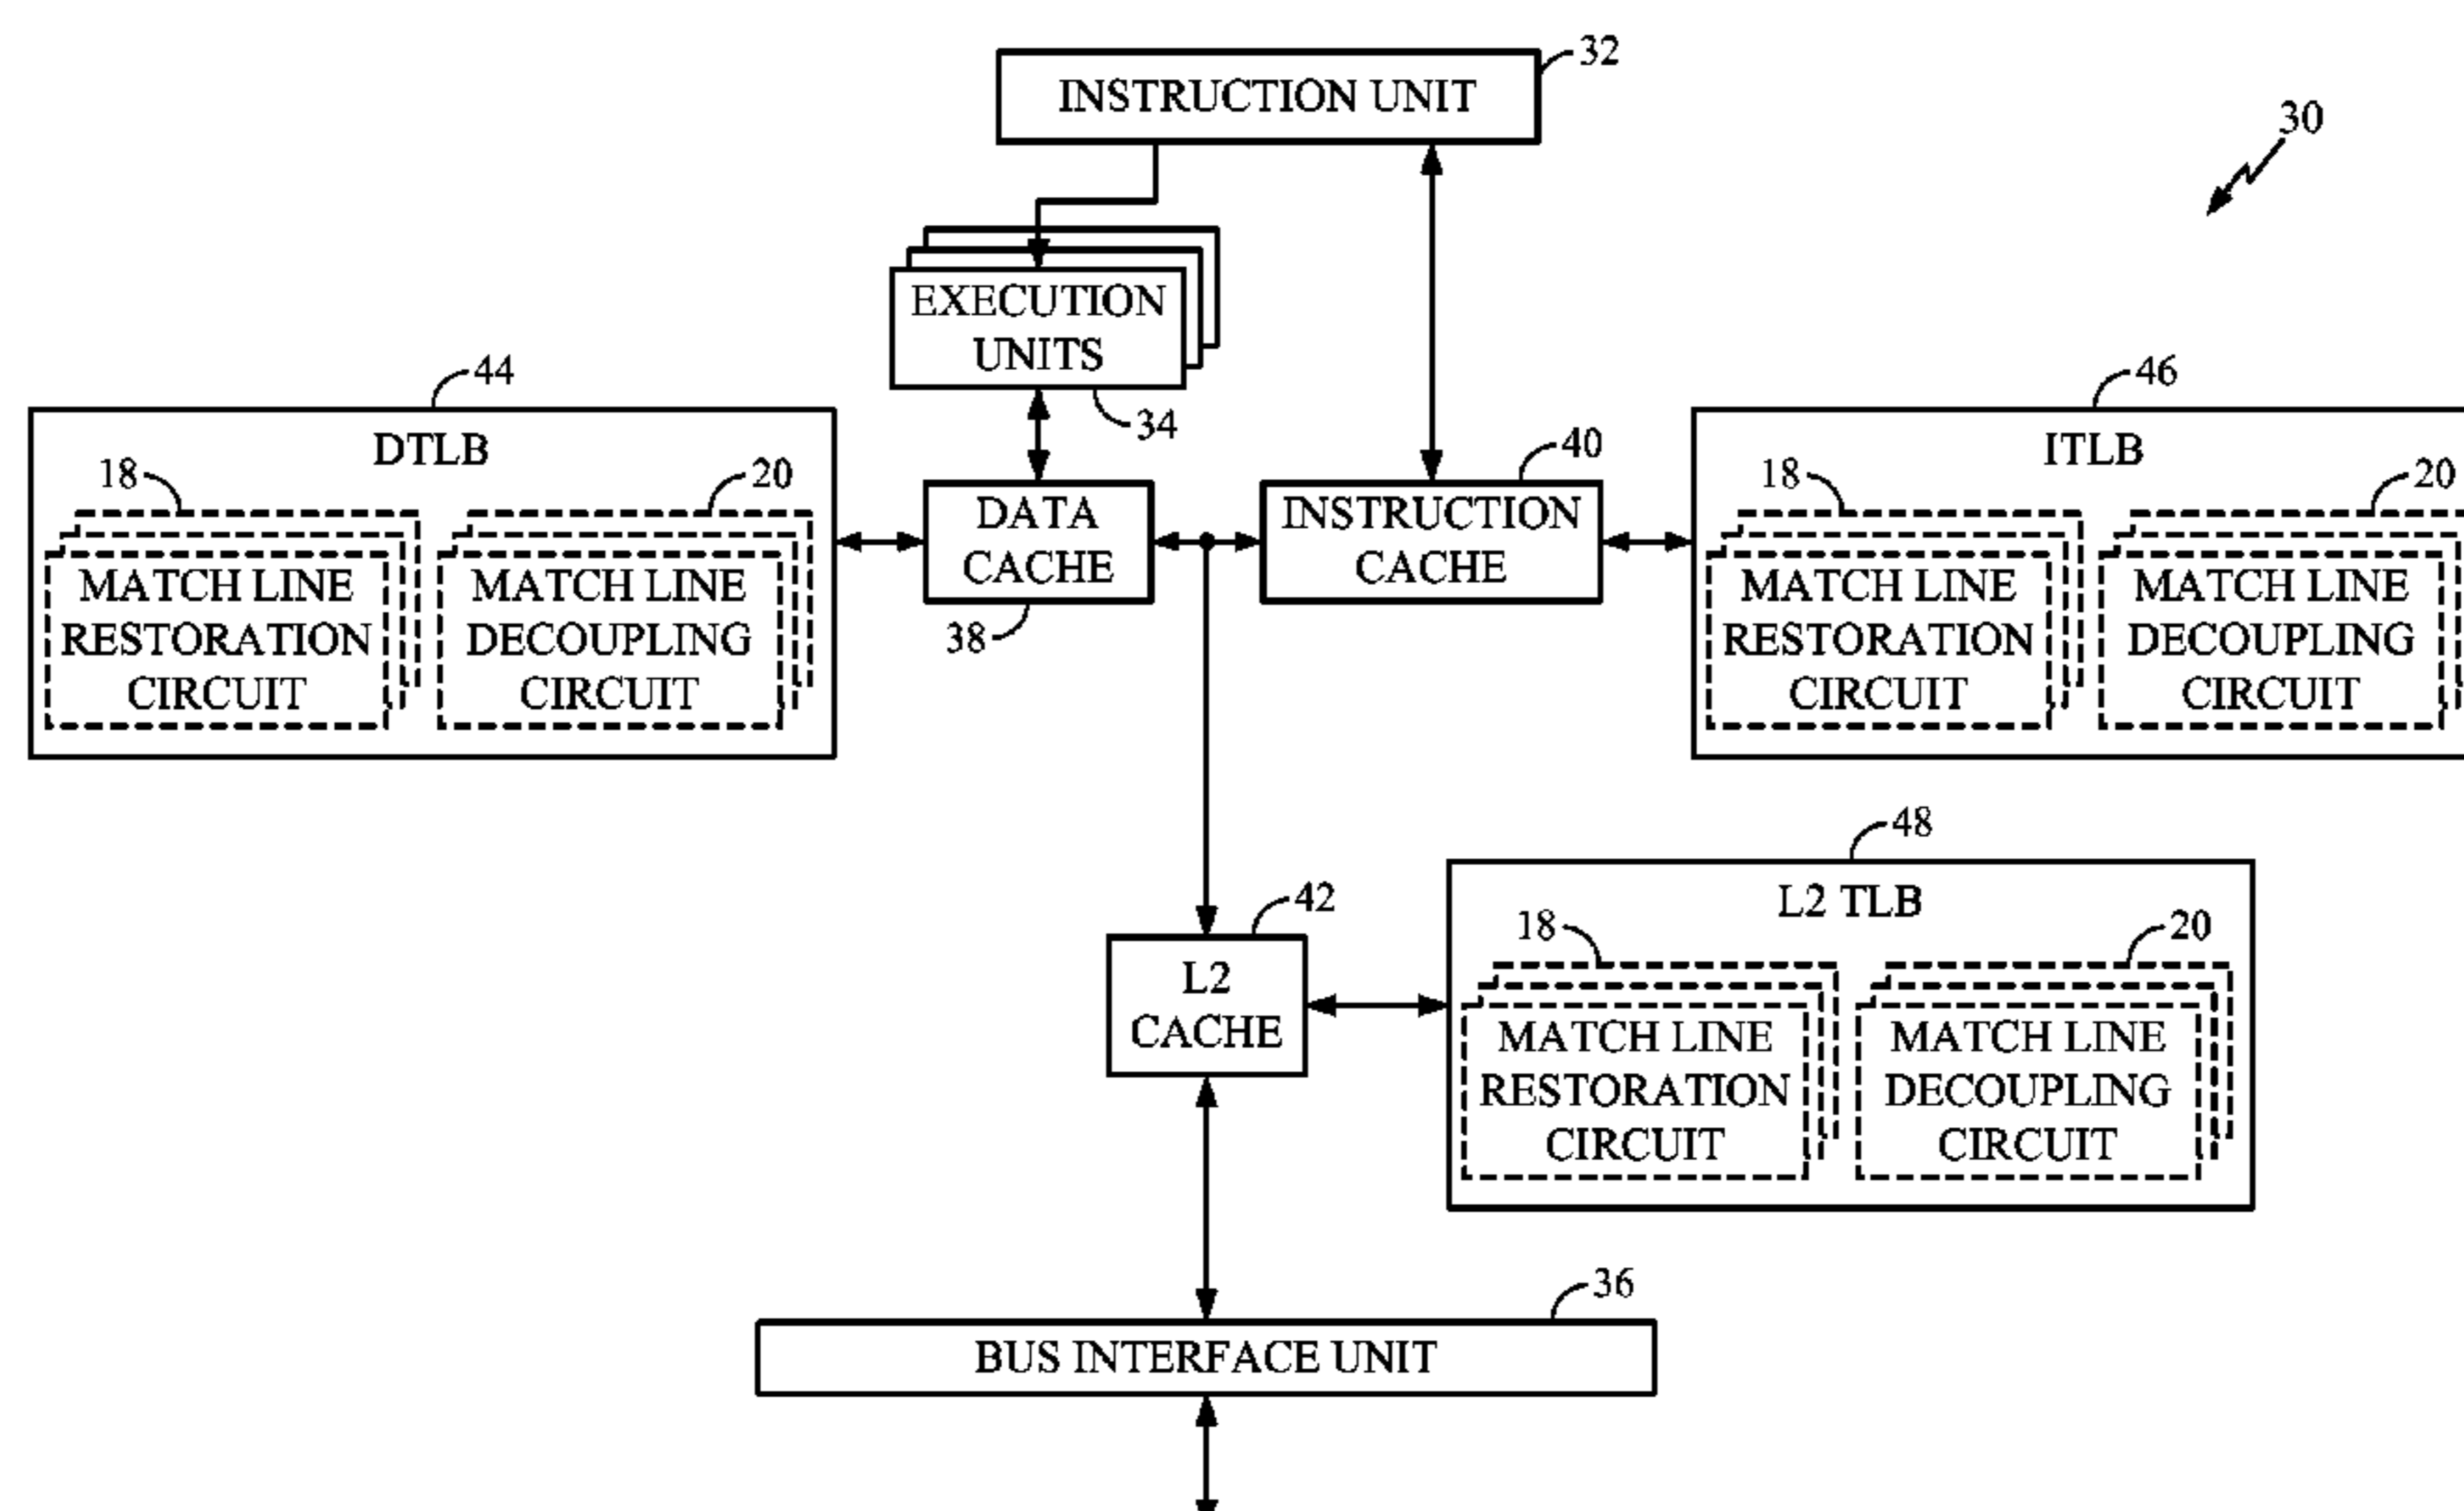 32
INSTRUCTION UNIT
30
EXECUTION
UNITS
34
44
DTLB
18
20
MATCH LINE
RESTORATION
CIRCUIT
MATCH LINE
DECOUPLING
CIRCUIT
DATA
CACHE
38
40
INSTRUCTION
CACHE
46
ITLB
18
20
MATCH LINE
RESTORATION
CIRCUIT
MATCH LINE
DECOUPLING
CIRCUIT
42
L2
CACHE
48
L2 TLB
18
20
MATCH LINE
RESTORATION
CIRCUIT
MATCH LINE
DECOUPLING
CIRCUIT
36
BUS INTERFACE UNIT